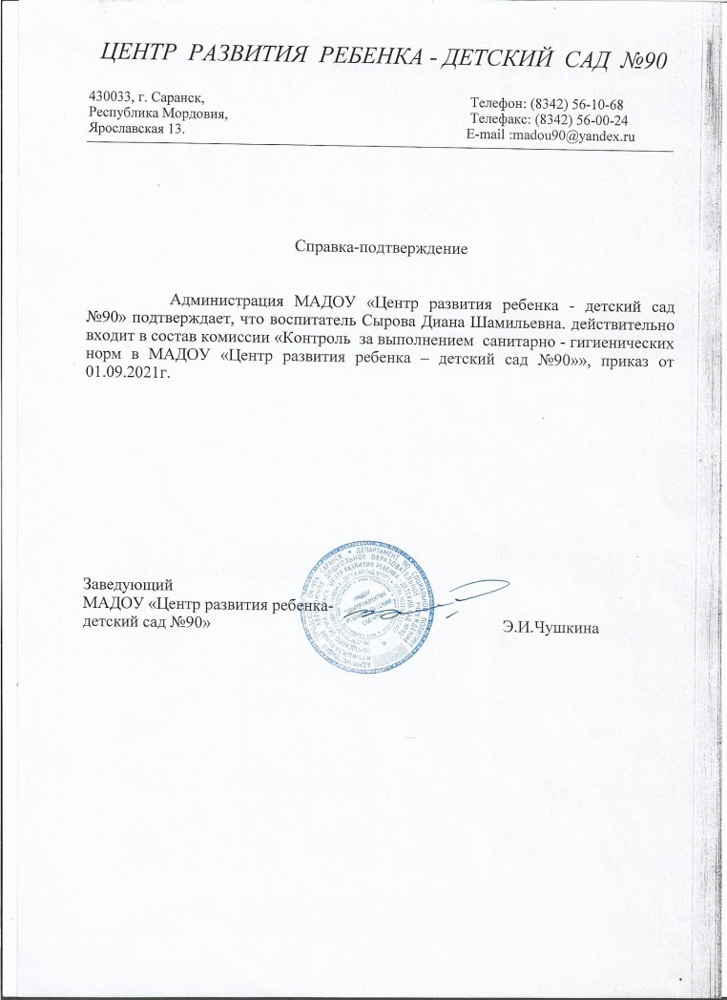 ЦЕНТР РАЗВИТИЯ РЕБЕНКА - ДЕТСКИЙ САД №90
430033, г. Саранск,
Республика Мордовия,
Ярославская 13.
Телефон: (8342) 56-10-68
Телефакс: (8342) 56-00-24
E-mail :madou90@yandex.ru
Справка-подтверждение
Администрация МАДОУ «Центр развития ребенка - детский сад
№90» подтверждает, что воспитатель Сырова Диана Шамильевна. действительно
входит в состав комиссии «Контроль за выполнением санитарно - гигиенических
норм в МАДОУ «Центр развития ребенка – детский сад №90»», приказ от
01.09.2021г.
Заведующий
МАДОУ «Центр развития ребенка-
детский сад №90»
Э.И.Чушкина